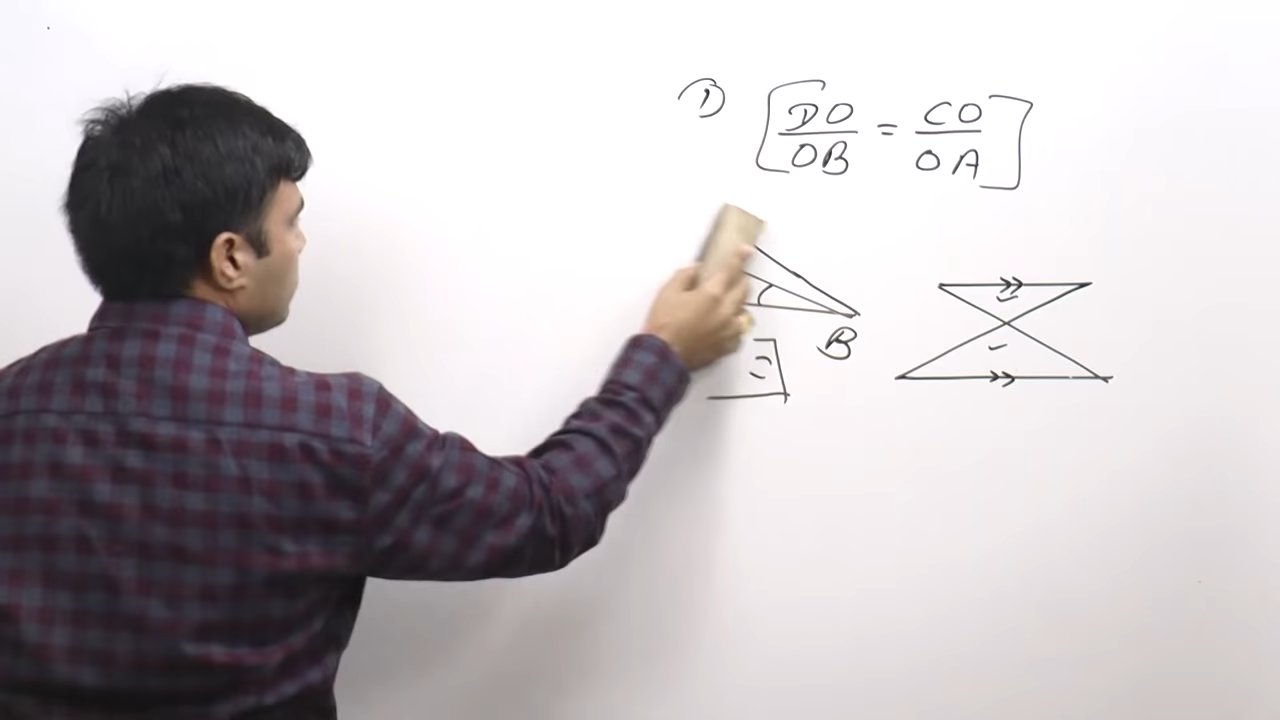 ① [DO/OB = CO/OA]
B